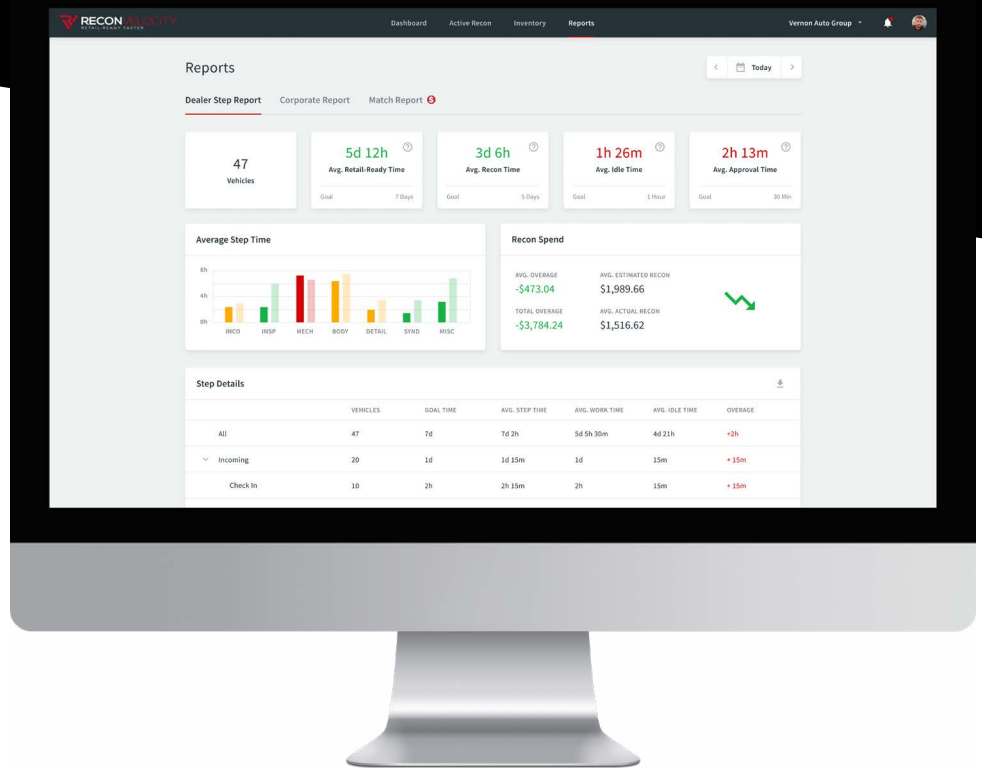 RECONVELOCITY
RETAIL-READY FASTER
Dashboard Active Recon Inventory Reports
Vernon Auto Group
Reports
Today
Dealer Step Report Corporate Report Match Report 5
47
Vehicles
5d 12h ?
Avg. Retail-Ready Time
Goal 7 Days
3d 6h ?
Avg. Recon Time
Goal 5 Days
1h 26m ?
Avg. Idle Time
Goal 1 Hour
2h 13m ?
Avg. Approval Time
Goal 30 Min
Average Step Time
8h
4h
0h
INCO INSP MECH BODY DETAIL SYND MISC
Recon Spend
AVG. OVERAGE AVG. ESTIMATED RECON
-$473.04 $1,989.66
TOTAL OVERAGE AVG. ACTUAL RECON
-$3,784.24 $1,516.62
Step Details
VEHICLES GOAL TIME AVG. STEP TIME AVG. WORK TIME AVG. IDLE TIME OVERAGE
All 47 7d 7d 2h 5d 5h 30m 4d 21h +2h
Incoming 20 1d 1d 15m 1d 15m + 15m
Check In 10 2h 2h 15m 2h 15m + 15m